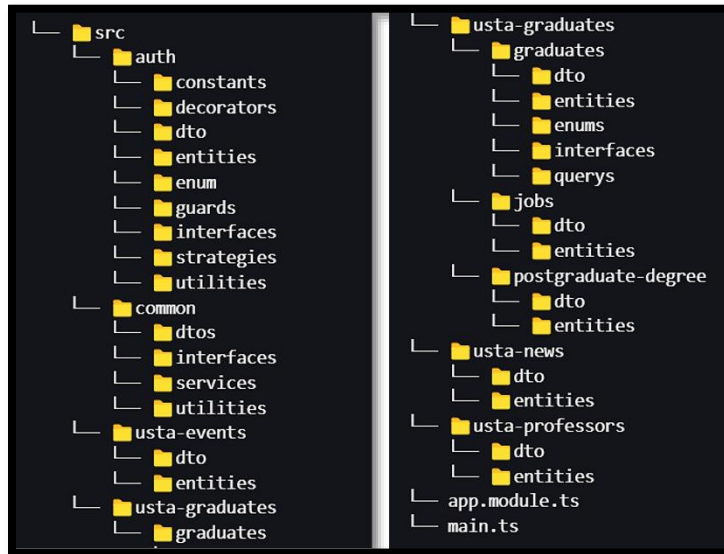 src
auth
constants
decorators
dto
entities
enum
guards
interfaces
strategies
utilities
common
dtos
interfaces
services
utilities
usta-events
dto
entities
usta-graduates
graduates
usta-graduates
graduates
dto
entities
enums
interfaces
querys
jobs
dto
entities
postgraduate-degree
dto
entities
usta-news
dto
entities
usta-professors
dto
entities
app.module.ts
main.ts